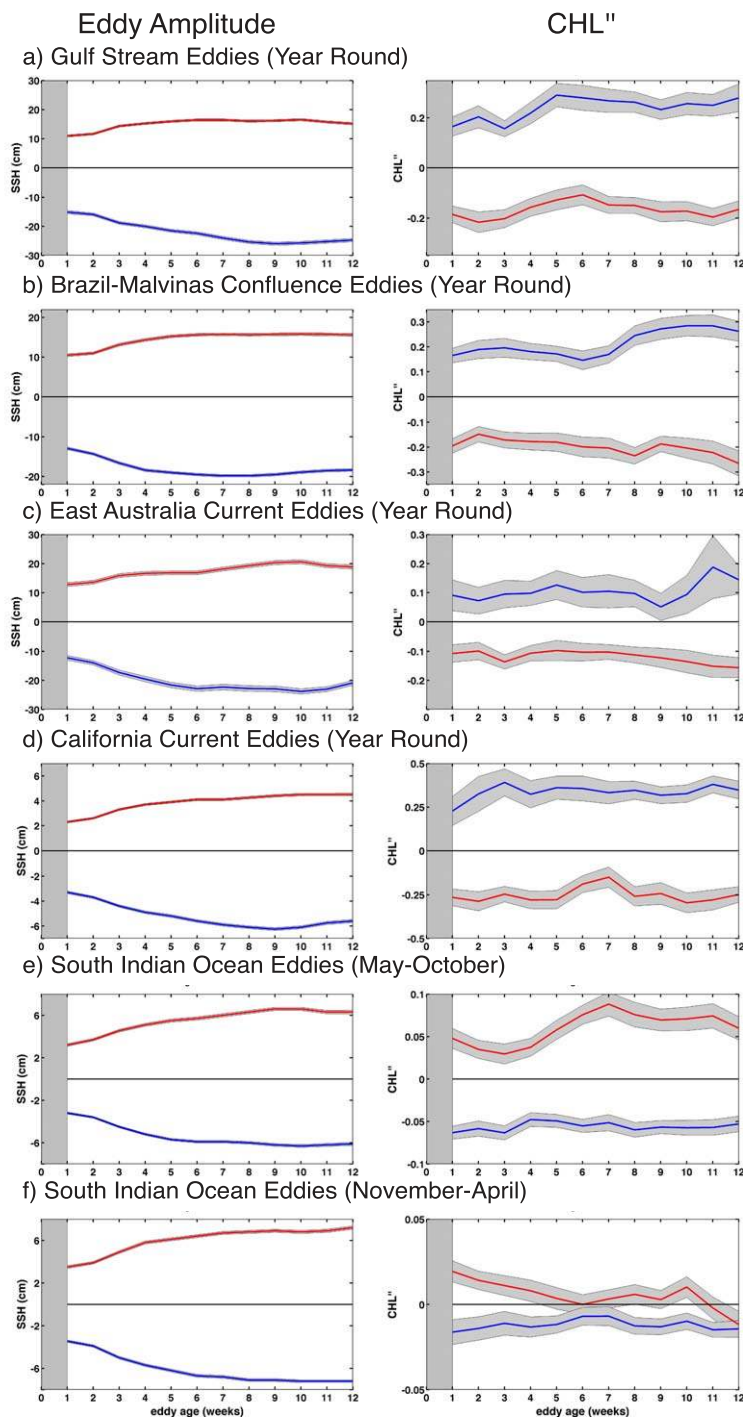 Eddy Amplitude CHL"
a) Gulf Stream Eddies (Year Round)
30
20
10
0
-10
-20
-30
SSH (cm)
0 1 2 3 4 5 6 7 8 9 10 11 12
0.2
0
-0.2
CHL"
0 1 2 3 4 5 6 7 8 9 10 11 12
b) Brazil-Malvinas Confluence Eddies (Year Round)
20
10
0
-10
-20
SSH (cm)
0 1 2 3 4 5 6 7 8 9 10 11 12
0.3
0.2
0.1
0
-0.1
-0.2
-0.3
CHL"
0 1 2 3 4 5 6 7 8 9 10 11 12
c) East Australia Current Eddies (Year Round)
30
20
10
0
-10
-20
-30
SSH (cm)
0 1 2 3 4 5 6 7 8 9 10 11 12
0.3
0.2
0.1
0
-0.1
-0.2
CHL"
0 1 2 3 4 5 6 7 8 9 10 11 12
d) California Current Eddies (Year Round)
6
4
2
0
-2
-4
-6
SSH (cm)
0 1 2 3 4 5 6 7 8 9 10 11 12
0.5
0.25
0
-0.25
-0.5
CHL"
0 1 2 3 4 5 6 7 8 9 10 11 12
e) South Indian Ocean Eddies (May-October)
6
2
-2
-6
SSH (cm)
0 1 2 3 4 5 6 7 8 9 10 11 12
0.1
0.05
0
-0.05
-0.1
CHL"
0 1 2 3 4 5 6 7 8 9 10 11 12
f) South Indian Ocean Eddies (November-April)
6
2
-2
-6
SSH (cm)
0 1 2 3 4 5 6 7 8 9 10 11 12
eddy age (weeks)
0.05
0
-0.05
CHL"
0 1 2 3 4 5 6 7 8 9 10 11 12
eddy age (weeks)